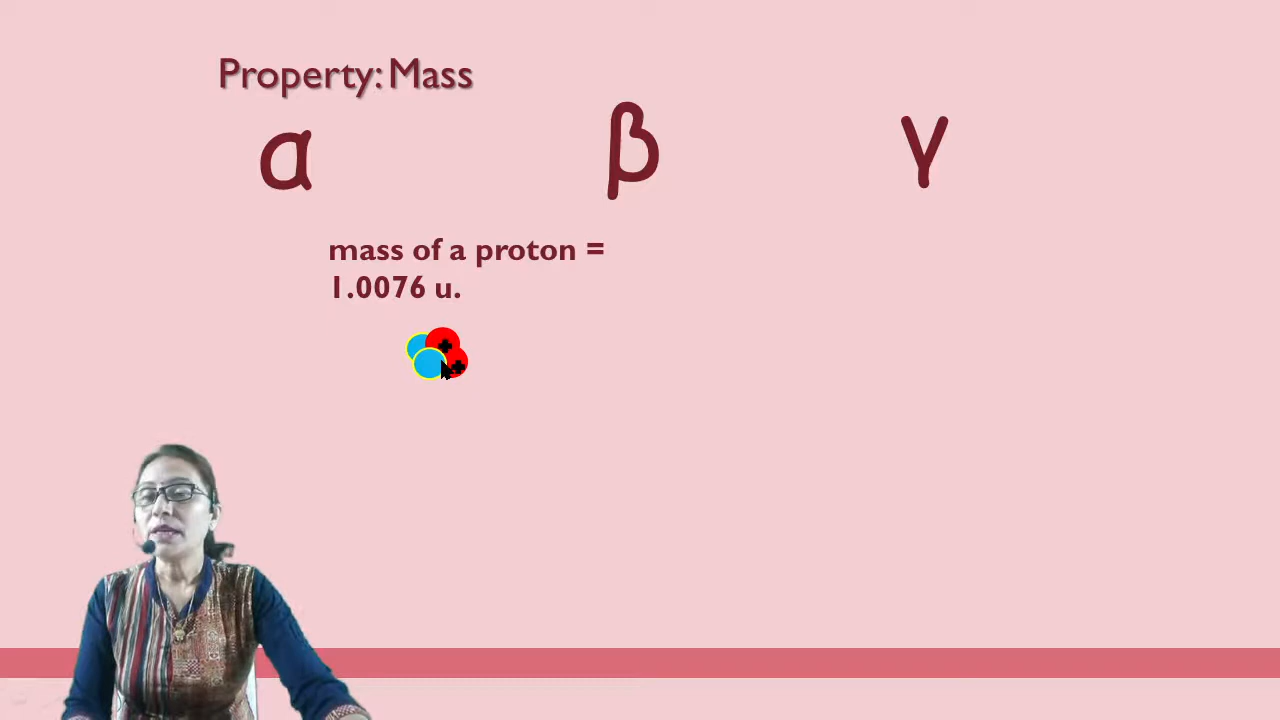 Property: Mass
α β γ
mass of a proton =
1.0076 u.